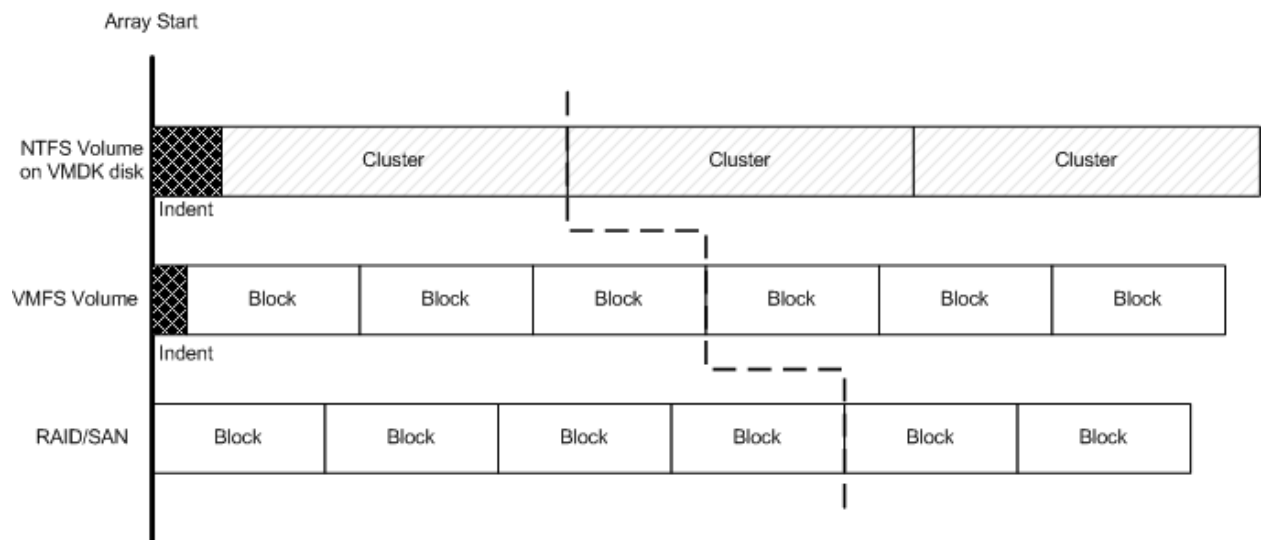 Array Start
NTFS Volume
on VMDK disk
Cluster
Cluster
Cluster
Indent
VMFS Volume
Block
Block
Block
Block
Block
Block
Indent
RAID/SAN
Block
Block
Block
Block
Block
Block